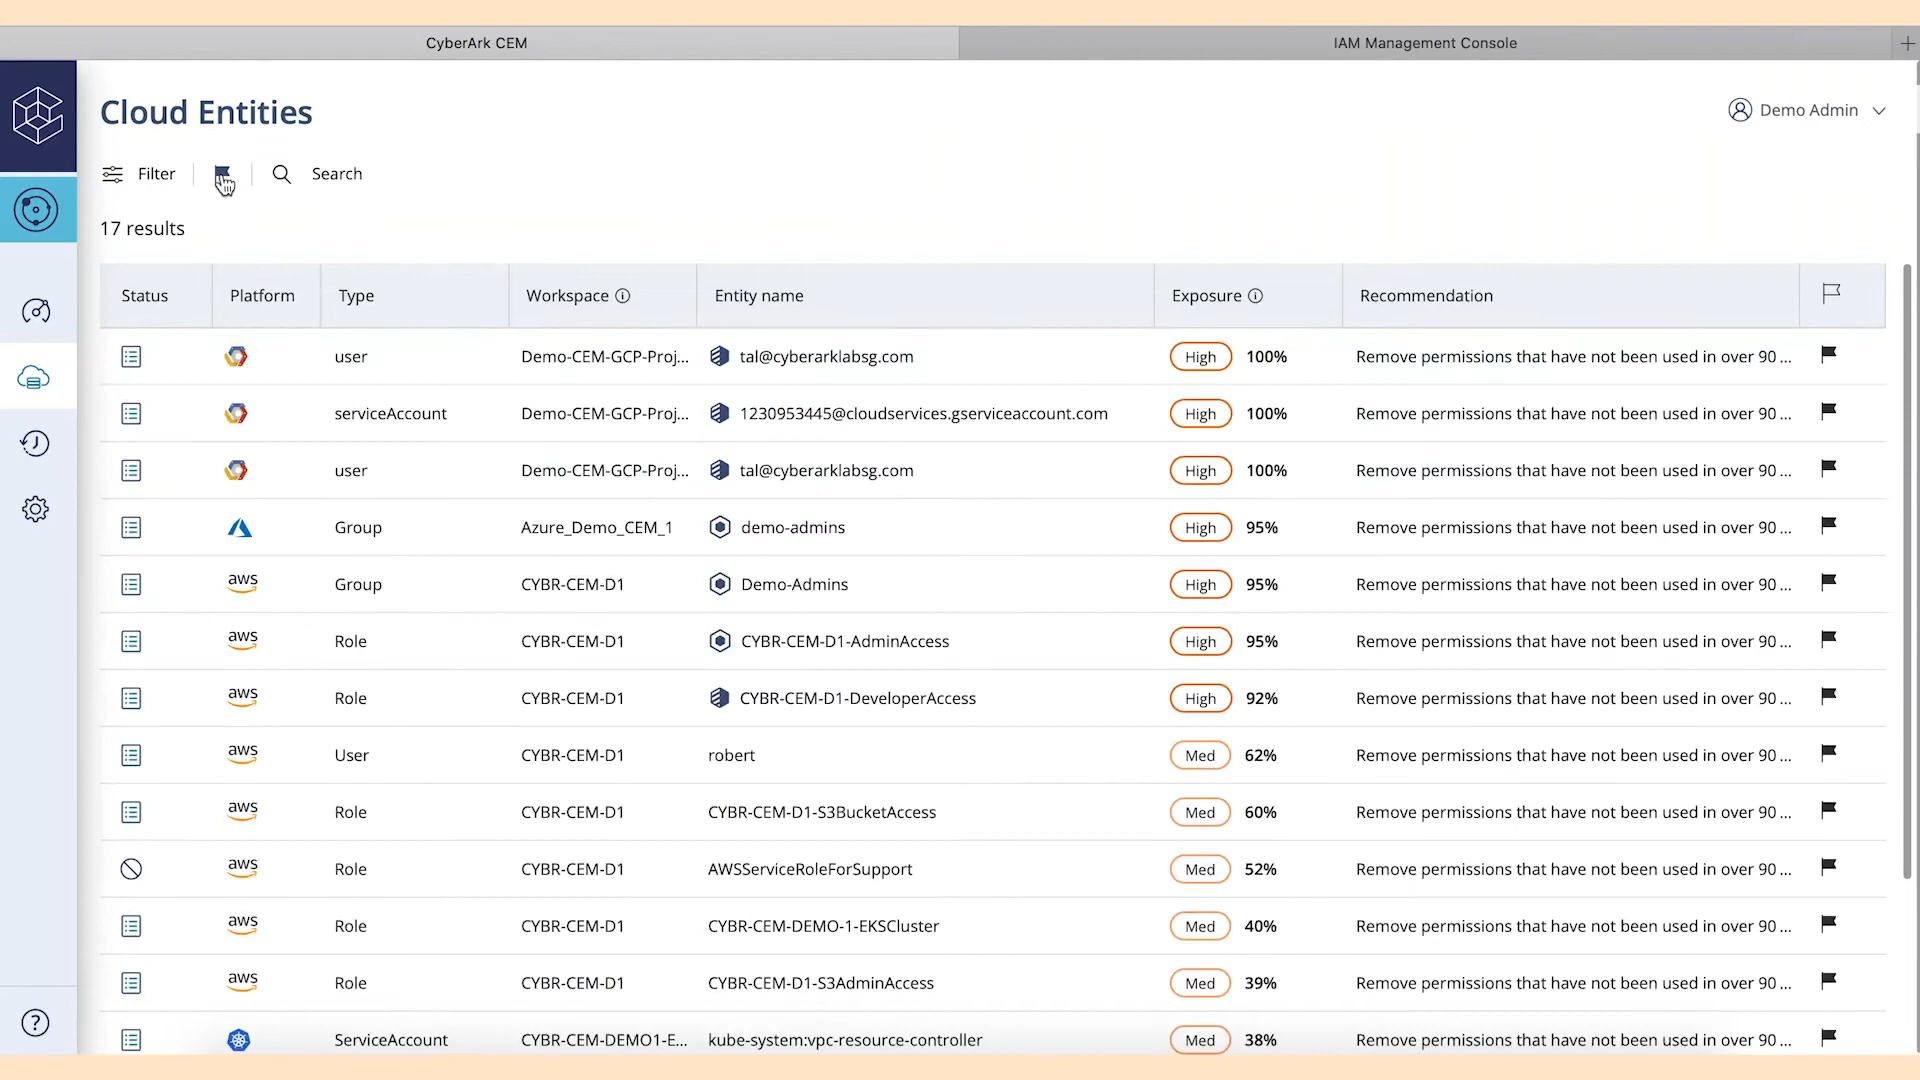 CyberArk CEM IAM Management Console
Cloud Entities
Demo Admin
Filter Search
17 results
Status Platform Type Workspace Entity name Exposure Recommendation
user Demo-CEM-GCP-Proj... tal@cyberarklabsg.com High 100% Remove permissions that have not been used in over 90 ...
serviceAccount Demo-CEM-GCP-Proj... 1230953445@cloudservices.gserviceaccount.com High 100% Remove permissions that have not been used in over 90 ...
user Demo-CEM-GCP-Proj... tal@cyberarklabsg.com High 100% Remove permissions that have not been used in over 90 ...
Group Azure_Demo_CEM_1 demo-admins High 95% Remove permissions that have not been used in over 90 ...
aws Group CYBR-CEM-D1 Demo-Admins High 95% Remove permissions that have not been used in over 90 ...
aws Role CYBR-CEM-D1 CYBR-CEM-D1-AdminAccess High 95% Remove permissions that have not been used in over 90 ...
aws Role CYBR-CEM-D1 CYBR-CEM-D1-DeveloperAccess High 92% Remove permissions that have not been used in over 90 ...
aws User CYBR-CEM-D1 robert Med 62% Remove permissions that have not been used in over 90 ...
aws Role CYBR-CEM-D1 CYBR-CEM-D1-S3BucketAccess Med 60% Remove permissions that have not been used in over 90 ...
aws Role CYBR-CEM-D1 AWSServiceRoleForSupport Med 52% Remove permissions that have not been used in over 90 ...
aws Role CYBR-CEM-D1 CYBR-CEM-DEMO-1-EKSCluster Med 40% Remove permissions that have not been used in over 90 ...
aws Role CYBR-CEM-D1 CYBR-CEM-D1-S3AdminAccess Med 39% Remove permissions that have not been used in over 90 ...
ServiceAccount CYBR-CEM-DEMO1-E... kube-system:vpc-resource-controller Med 38% Remove permissions that have not been used in over 90 ...